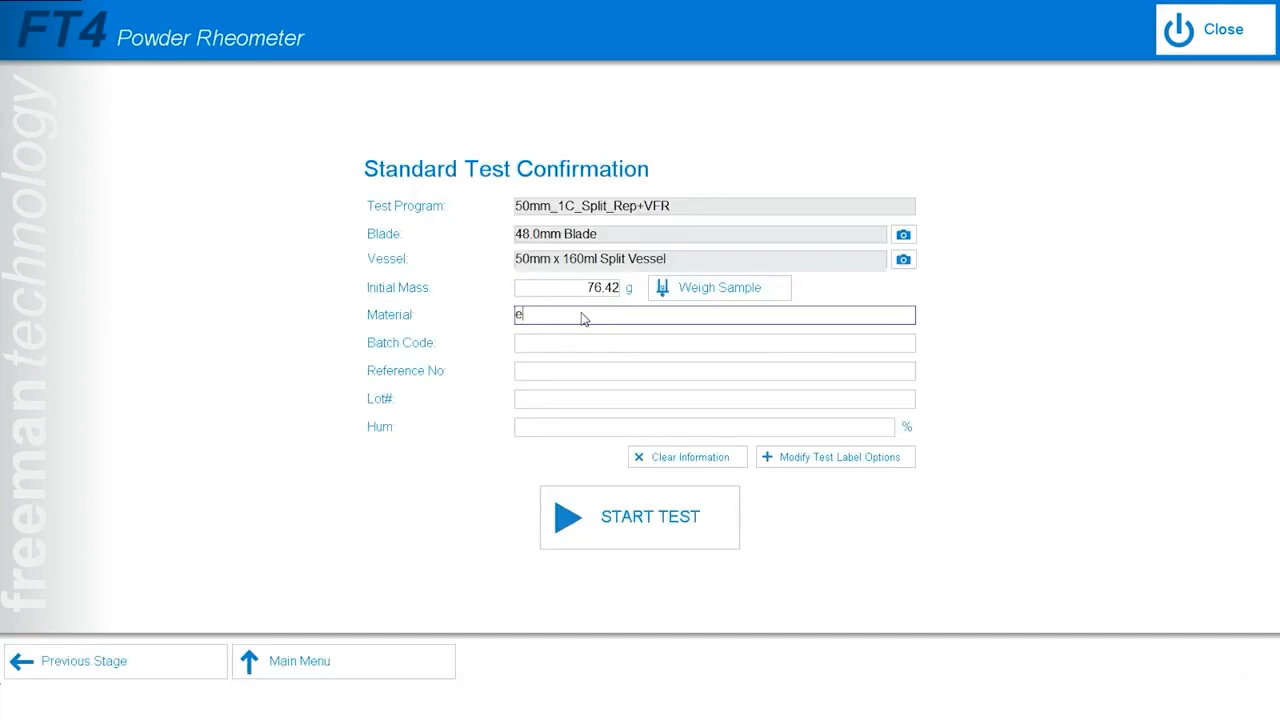 FT4 Powder Rheometer
Close
freeman technology
Standard Test Confirmation
Test Program: 50mm_1C_Split_Rep+VFR
Blade: 48.0mm Blade
Vessel: 50mm x 160ml Split Vessel
Initial Mass: 76.42 g Weigh Sample
Material e
Batch Code:
Reference No:
Lot#:
Hum: %
Clear Information Modify Test Label Options
START TEST
Previous Stage Main Menu